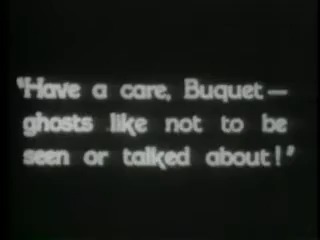 "Have a care, Buquet—
ghosts like not to be
seen or talked about!"